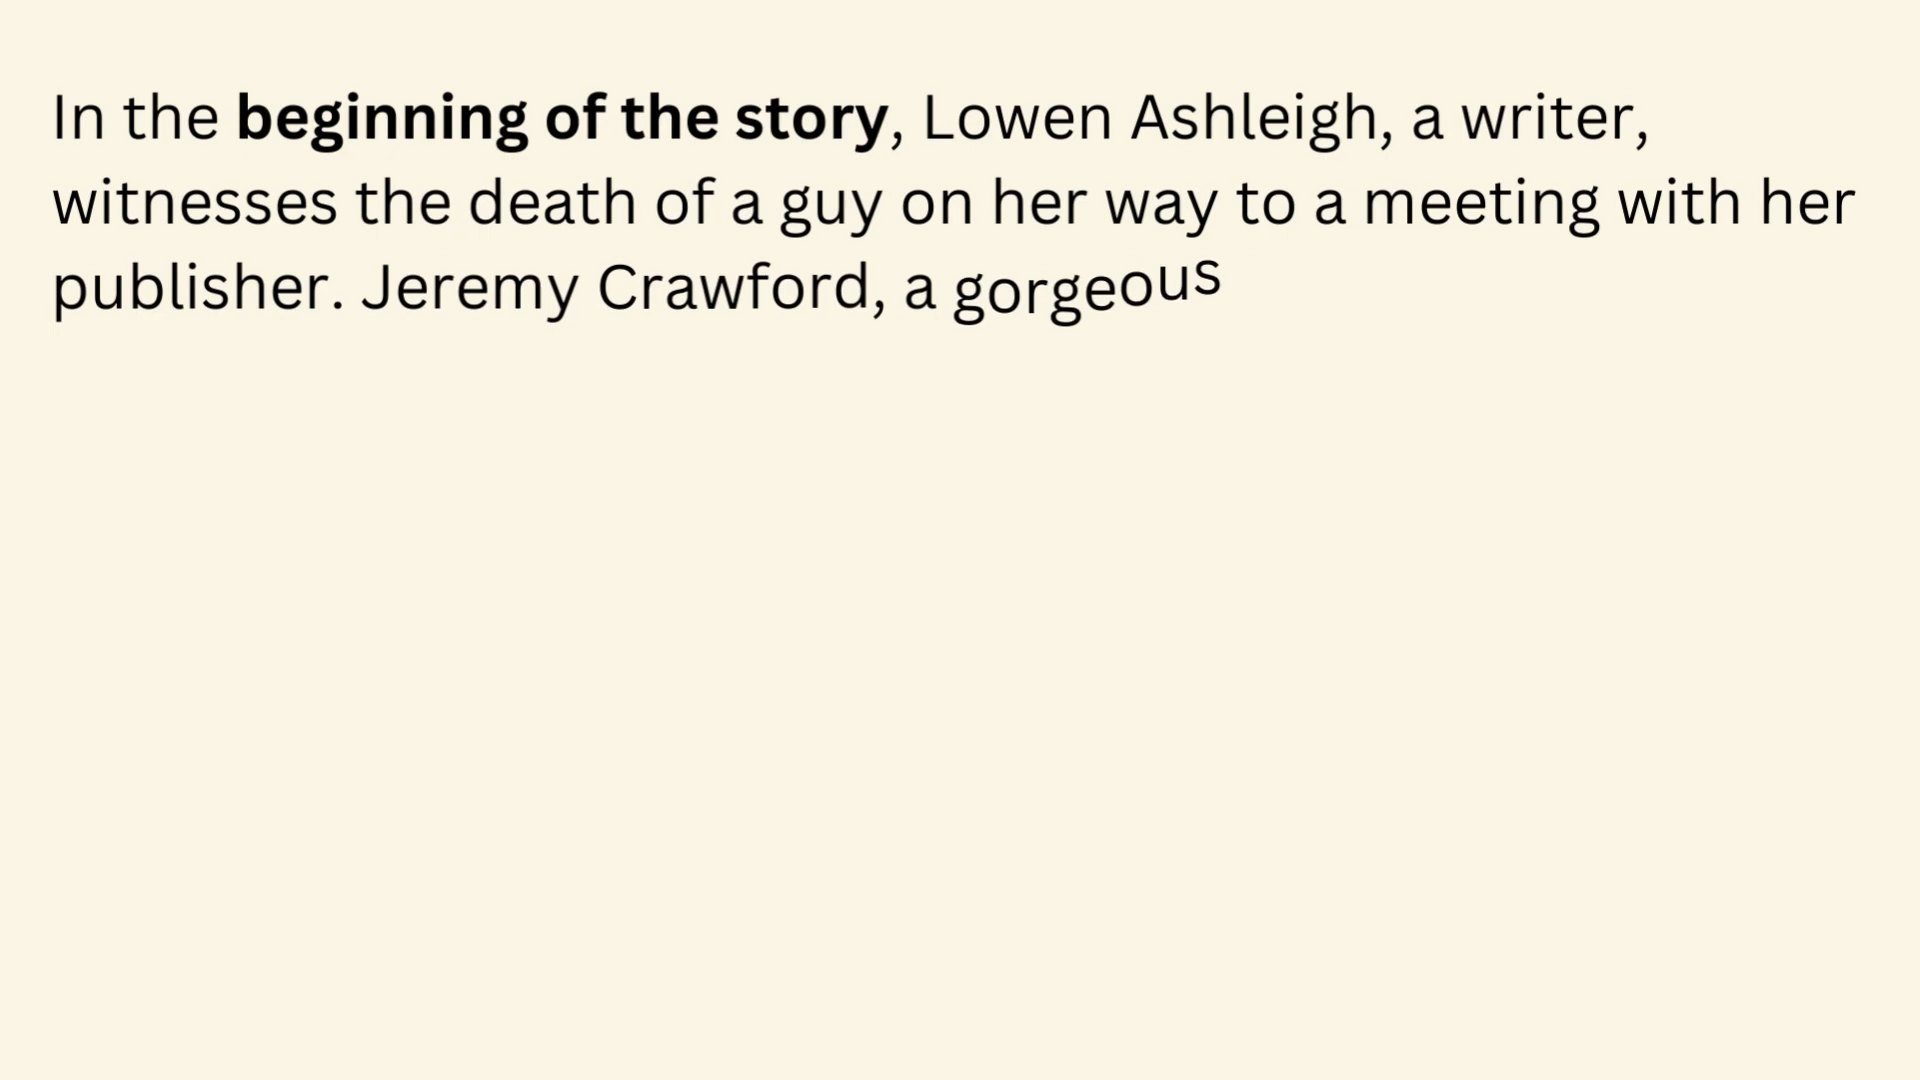 In the beginning of the story, Lowen Ashleigh, a writer,
witnesses the death of a guy on her way to a meeting with her
publisher. Jeremy Crawford, a gorgeous